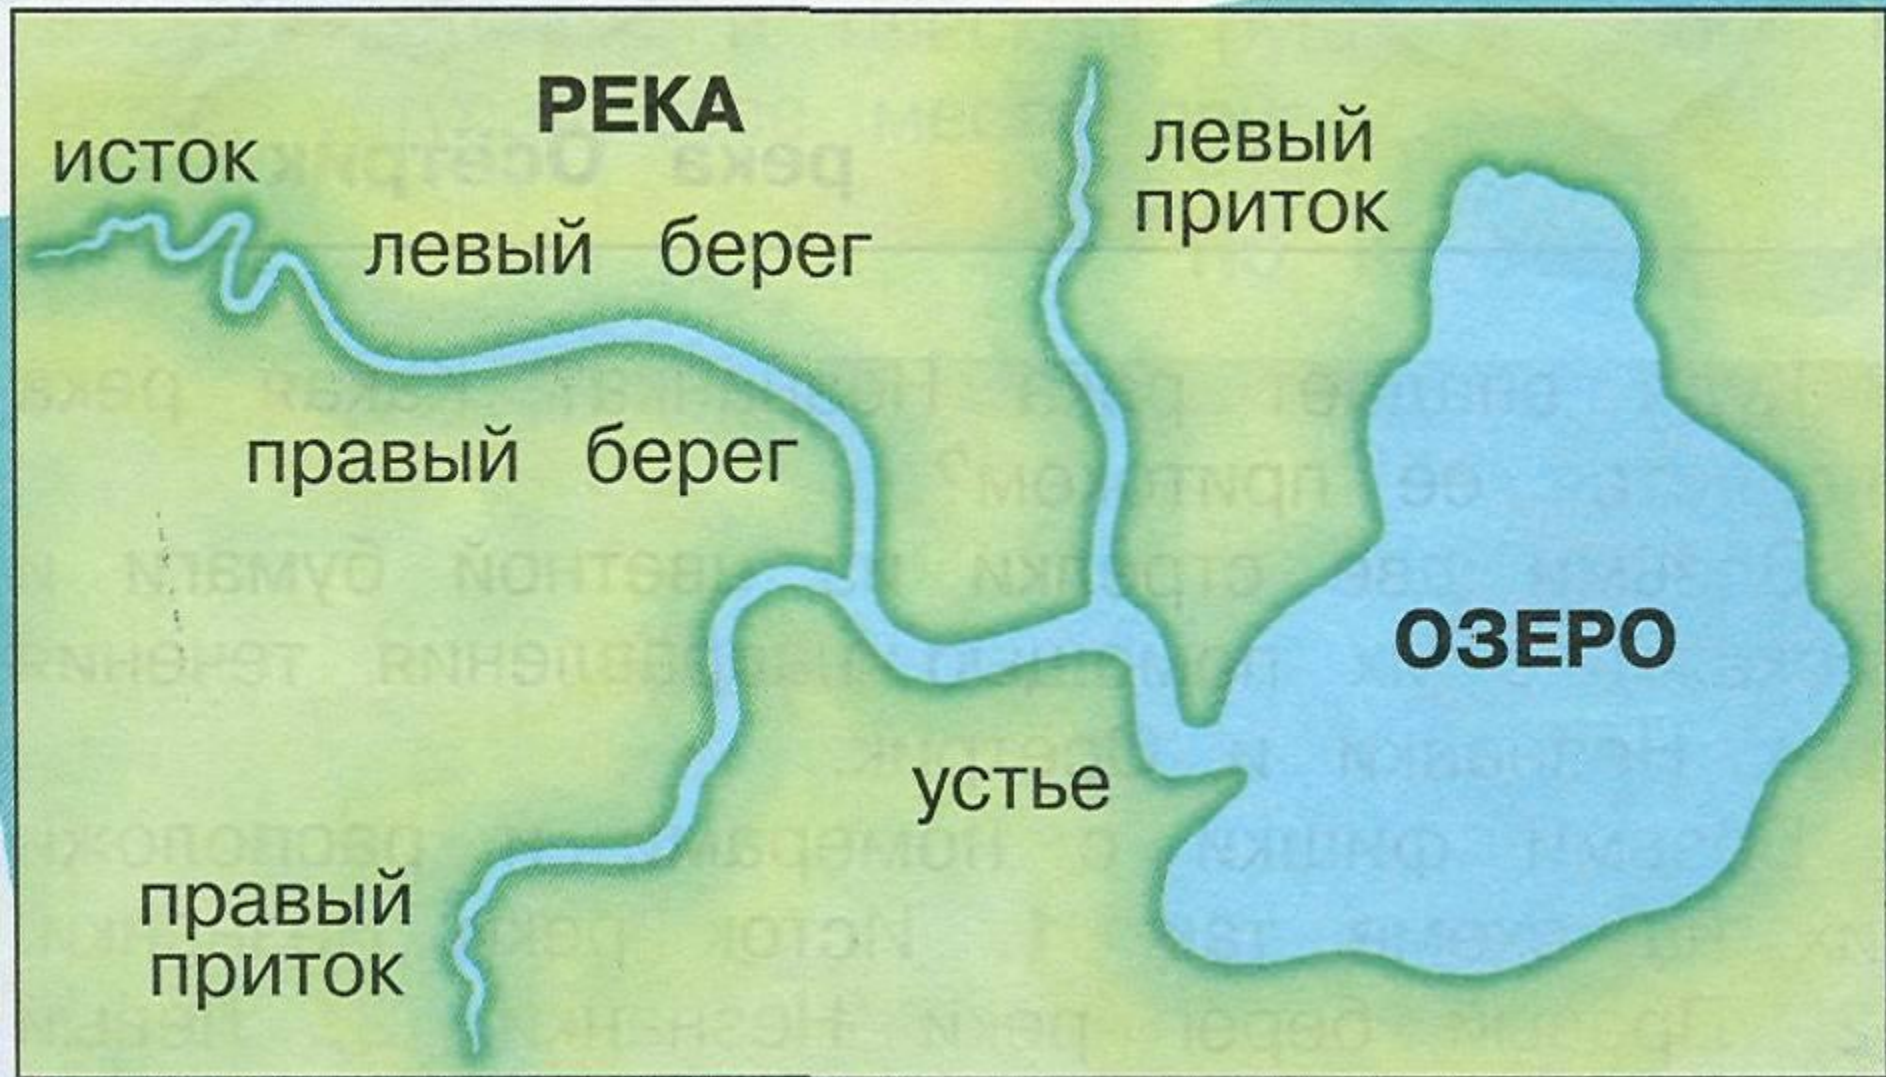 РЕКА
исток
левый
приток
левый берег
правый берег
ОЗЕРО
устье
правый
приток